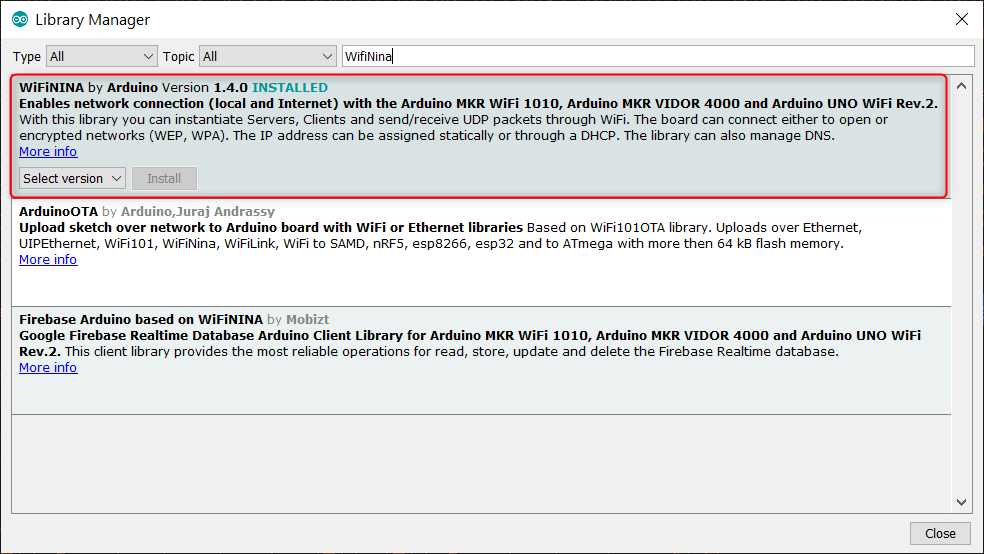 Library Manager
Type All Topic All WifiNina
WiFiNINA by Arduino Version 1.4.0 INSTALLED
Enables network connection (local and Internet) with the Arduino MKR WiFi 1010, Arduino MKR VIDOR 4000 and Arduino UNO WiFi Rev.2.
With this library you can instantiate Servers, Clients and send/receive UDP packets through WiFi. The board can connect either to open or
encrypted networks (WEP, WPA). The IP address can be assigned statically or through a DHCP. The library can also manage DNS.
More info
Select version Install
ArduinoOTA by Arduino,Juraj Andrassy
Upload sketch over network to Arduino board with WiFi or Ethernet libraries Based on WiFi101OTA library. Uploads over Ethernet,
UIPEthernet, WiFi101, WiFiNina, WiFiLink, WiFi to SAMD, nRF5, esp8266, esp32 and to ATmega with more then 64 kB flash memory.
More info
Firebase Arduino based on WiFiNINA by Mobizt
Google Firebase Realtime Database Arduino Client Library for Arduino MKR WiFi 1010, Arduino MKR VIDOR 4000 and Arduino UNO WiFi
Rev.2. This client library provides the most reliable operations for read, store, update and delete the Firebase Realtime database.
More info
Close